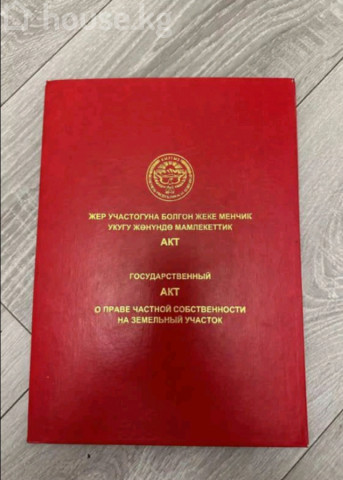 house.kg
ЖЕР УЧАСТОГУНА БОЛГОН ЖЕКЕ МЕНЧИК
УКУГУ ЖӨНҮНДӨ МАМЛЕКЕТТИК
АКТ
ГОСУДАРСТВЕННЫЙ
АКТ
О ПРАВЕ ЧАСТНОЙ СОБСТВЕННОСТИ
НА ЗЕМЕЛЬНЫЙ УЧАСТОК